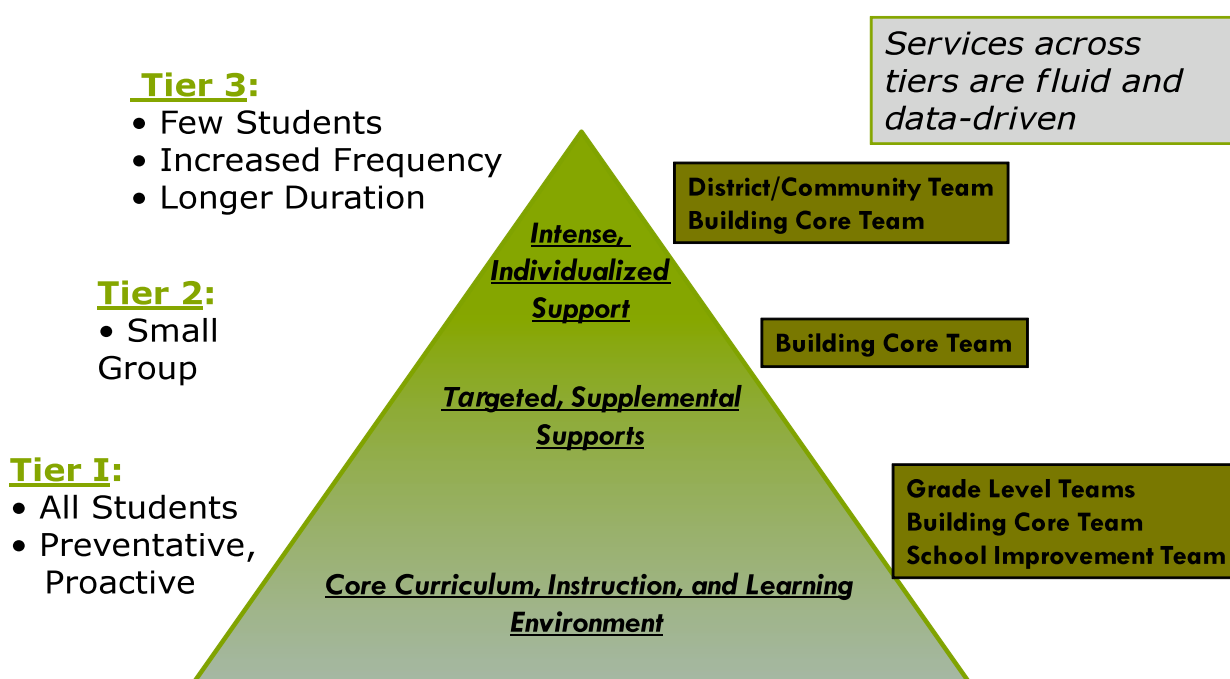 Services across
tiers are fluid and
data-driven
Tier 3:
• Few Students
• Increased Frequency
• Longer Duration
District/Community Team
Building Core Team
Intense,
Individualized
Support
Tier 2:
• Small
Group
Building Core Team
Targeted, Supplemental
Supports
Tier I:
• All Students
• Preventative,
Proactive
Grade Level Teams
Building Core Team
School Improvement Team
Core Curriculum, Instruction, and Learning
Environment